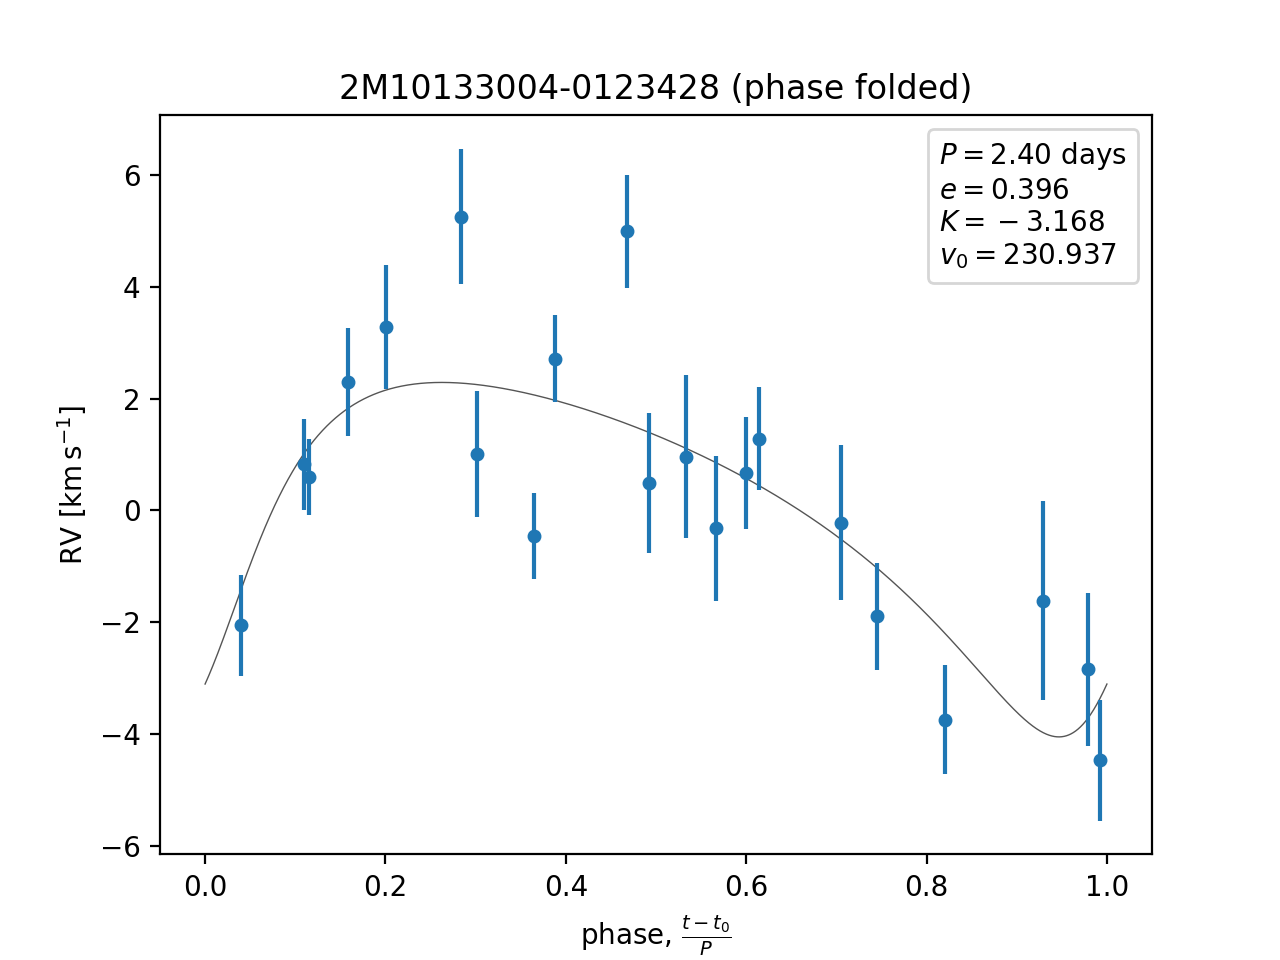 2M10133004-0123428 (phase folded)
P = 2.40 days
e = 0.396
K = −3.168
v₀ = 230.937
RV [km s⁻¹]
6
4
2
0
−2
−4
−6
0.0 0.2 0.4 0.6 0.8 1.0
phase, (t − t₀)/P